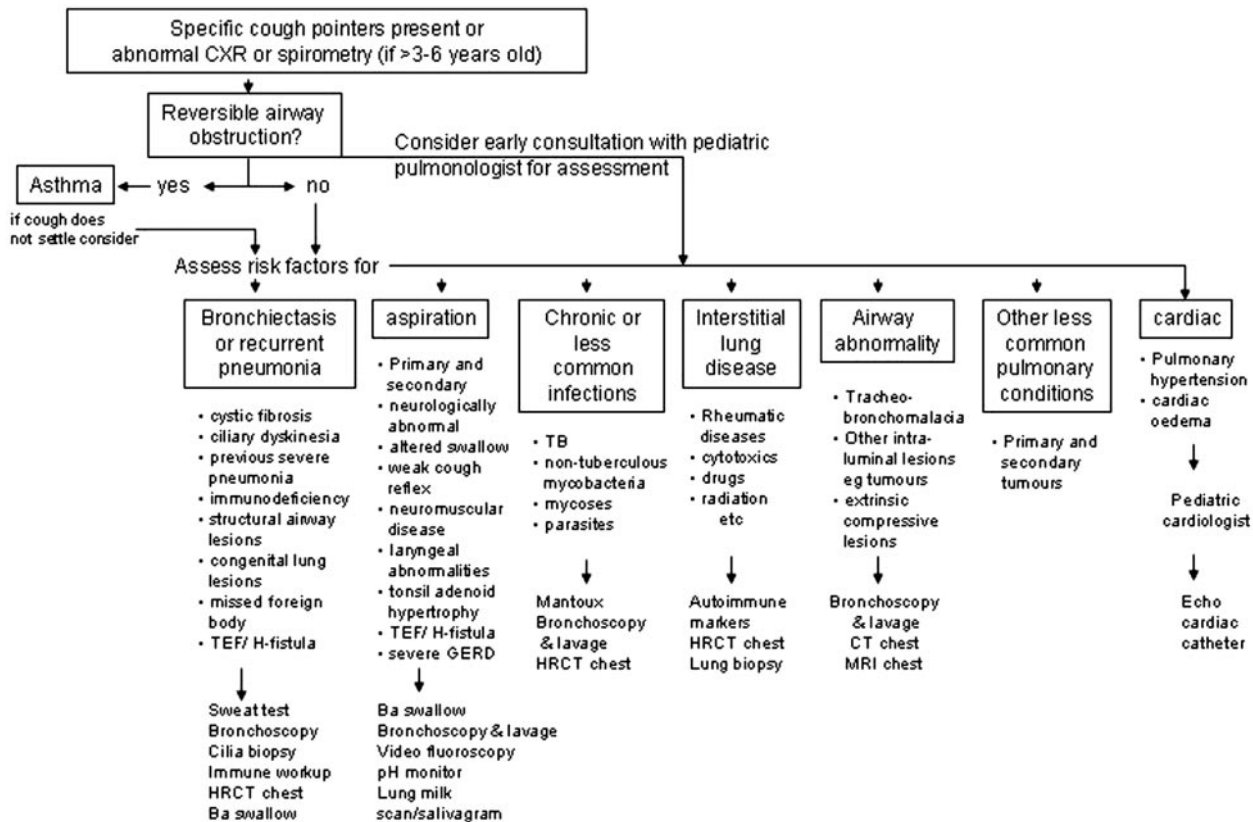 Specific cough pointers present or
abnormal CXR or spirometry (if >3-6 years old)
Reversible airway
obstruction?
Consider early consultation with pediatric
pulmonologist for assessment
Asthma
yes
no
if cough does
not settle consider
Assess risk factors for
Bronchiectasis
or recurrent
pneumonia
• cystic fibrosis
• ciliary dyskinesia
• previous severe
pneumonia
• immunodeficiency
• structural airway
lesions
• congenital lung
lesions
• missed foreign
body
• TEF/ H-fistula
Sweat test
Bronchoscopy
Cilia biopsy
Immune workup
HRCT chest
Ba swallow
aspiration
• Primary and
secondary
• neurologically
abnormal
• altered swallow
• weak cough
reflex
• neuromuscular
disease
• laryngeal
abnormalities
• tonsil adenoid
hypertrophy
• TEF/ H-fistula
• severe GERD
Ba swallow
Bronchoscopy & lavage
Video fluoroscopy
pH monitor
Lung milk
scan/salivagram
Chronic or
less
common
infections
• TB
• non-tuberculous
mycobacteria
• mycoses
• parasites
Mantoux
Bronchoscopy
& lavage
HRCT chest
Interstitial
lung
disease
• Rheumatic
diseases
• cytotoxics
• drugs
• radiation
etc
Autoimmune
markers
HRCT chest
Lung biopsy
Airway
abnormality
• Tracheo-
bronchomalacia
• Other intra-
luminal lesions
eg tumours
• extrinsic
compressive
lesions
Bronchoscopy
& lavage
CT chest
MRI chest
Other less
common
pulmonary
conditions
• Primary and
secondary
tumours
cardiac
• Pulmonary
hypertension
• cardiac
oedema
Pediatric
cardiologist
Echo
cardiac
catheter